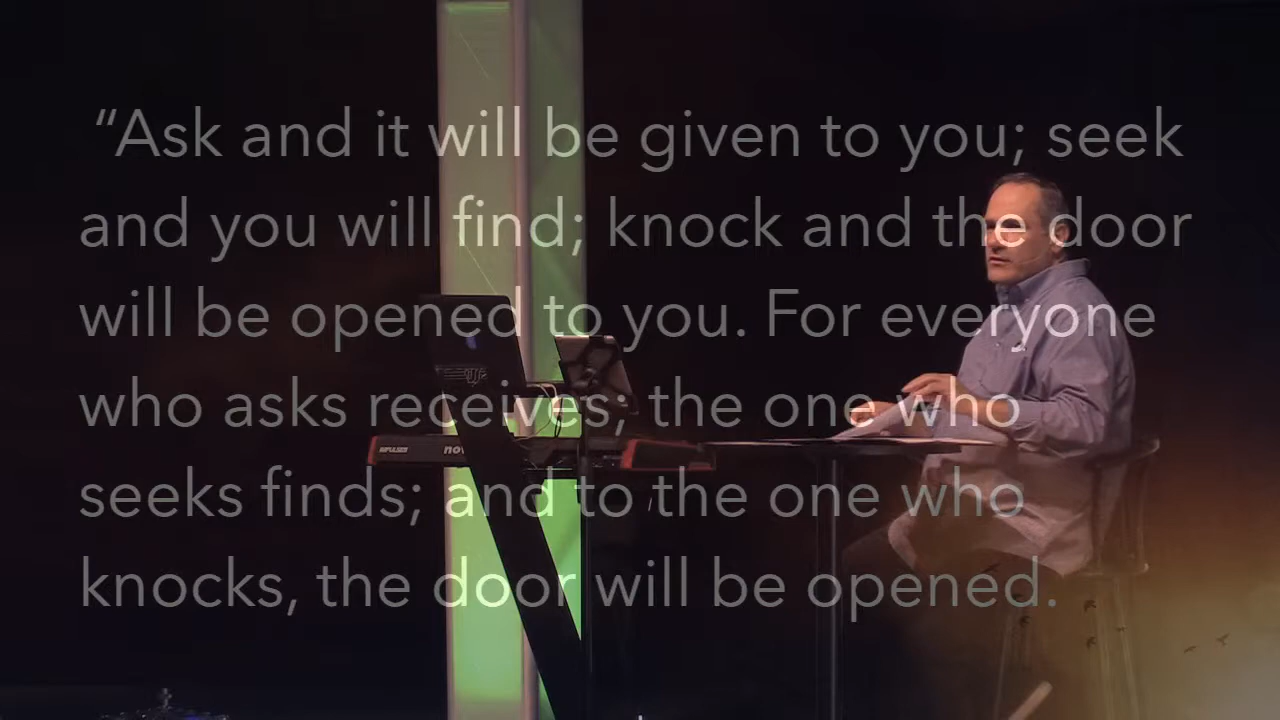 “Ask and it will be given to you; seek
and you will find; knock and the door
will be opened to you. For everyone
who asks receives; the one who
seeks finds; and to the one who
knocks, the door will be opened.
nov